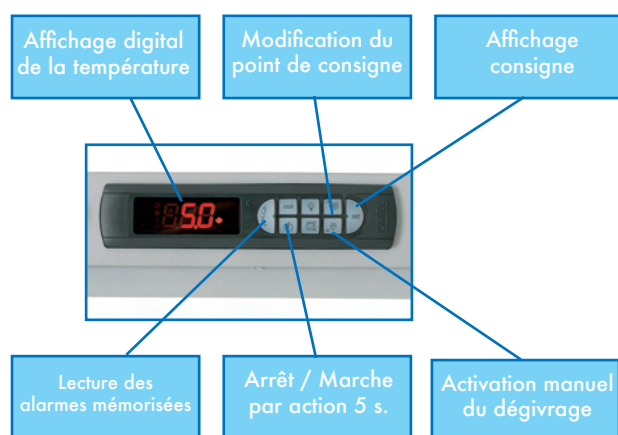 Affichage digital
de la température
Modification du
point de consigne
Affichage
consigne
5.0
Lecture des
alarmes mémorisées
Arrêt / Marche
par action 5 s.
Activation manuel
du dégivrage